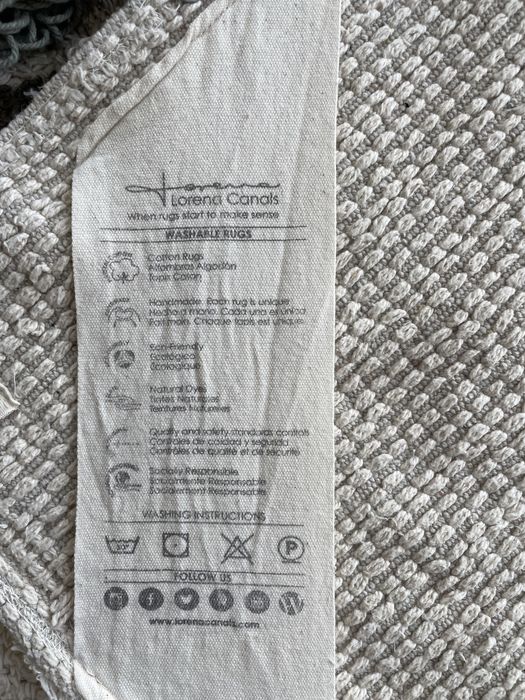 Lorena
Lorena Canals
When rugs start to make sense
WASHABLE RUGS
Cotton Rugs
Alfombras Algodón
Tapis Coton
Handmade. Each rug is unique
Hecho a mano. Cada una es única
Fait main. Chaque tapis est unique
Eco-Friendly
Ecológica
Écologique
Natural Dyes
Tintes Naturales
Teintures Naturelles
Quality and safety standards controls
Controles de calidad y seguridad
Contrôles de qualité et de sécurité
Socially Responsible
Socialmente Responsable
Socialement Responsable
WASHING INSTRUCTIONS
30°
P
FOLLOW US
www.lorenacanals.com